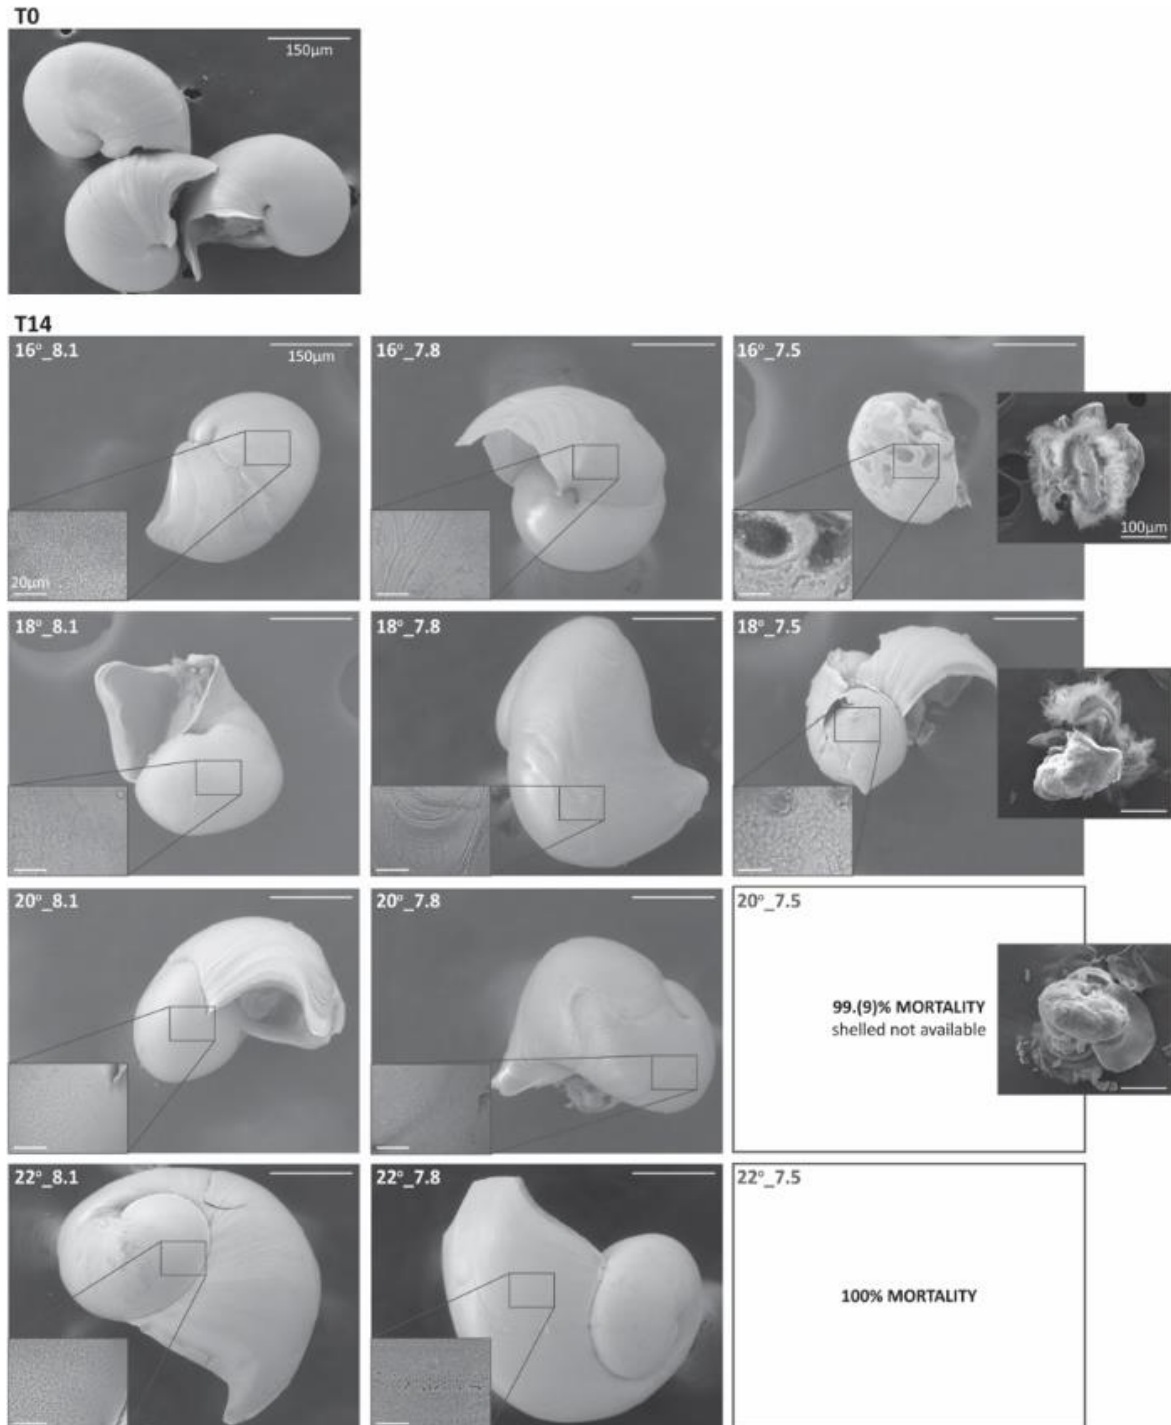 T0
150µm
T14
16°_8.1
150µm
20µm
16°_7.8
16°_7.5
100µm
18°_8.1
18°_7.8
18°_7.5
20°_8.1
20°_7.8
20°_7.5
99.(9)% MORTALITY
shelled not available
22°_8.1
22°_7.8
22°_7.5
100% MORTALITY